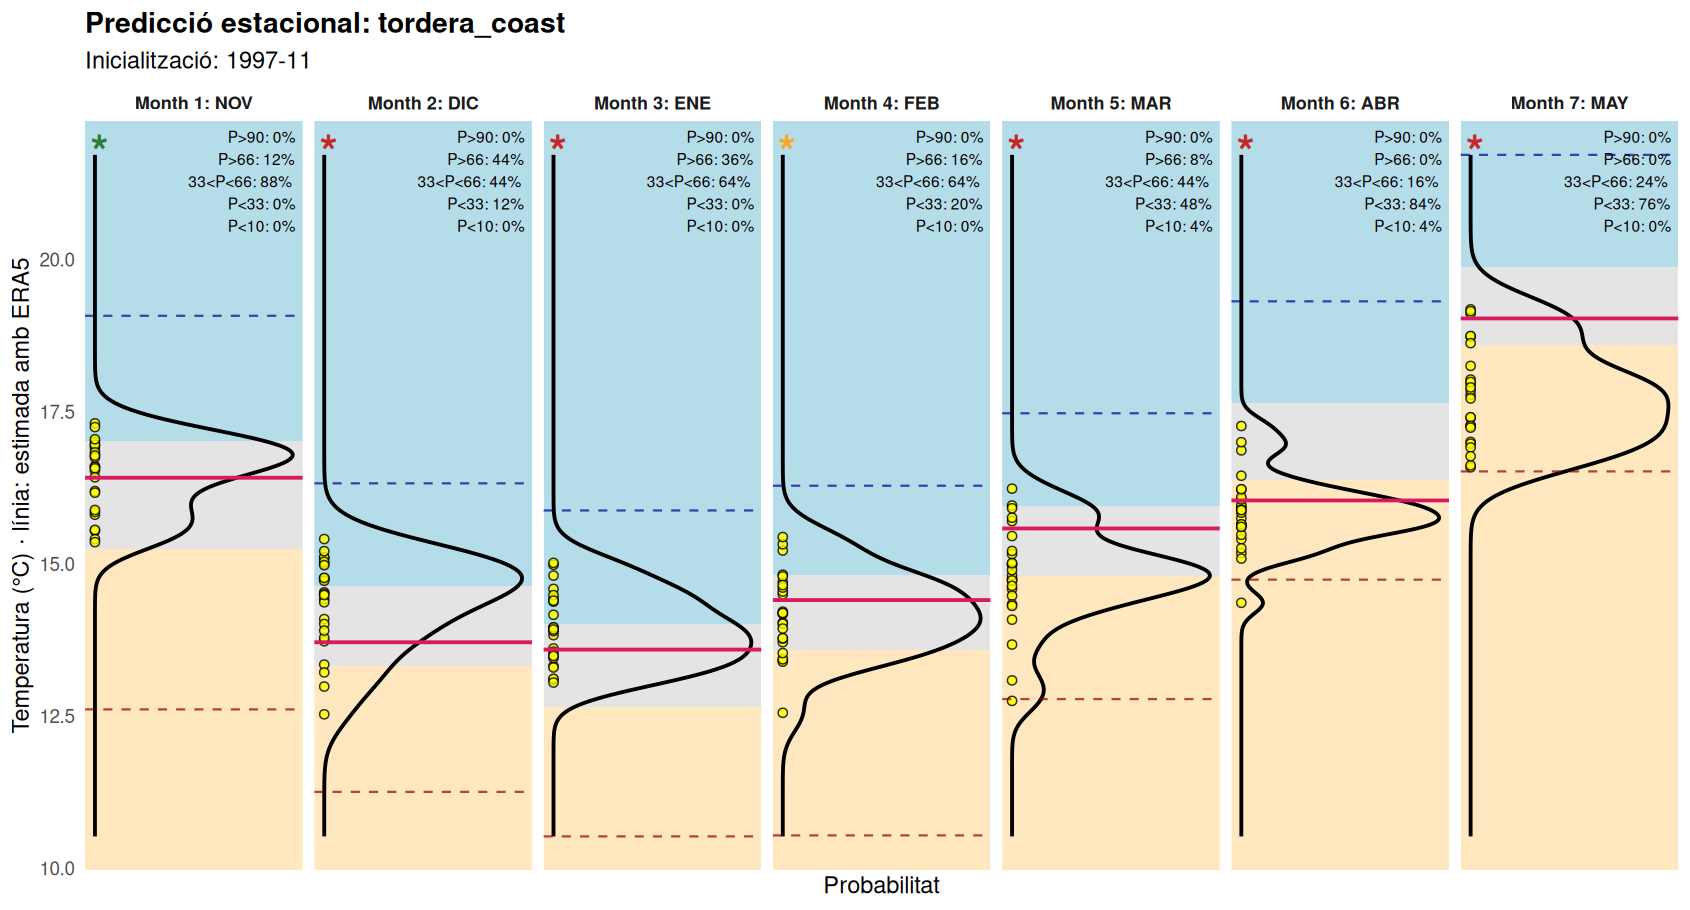 Predicció estacional: tordera_coast
Inicialització: 1997-11
Month 1: NOV
Month 2: DIC
Month 3: ENE
Month 4: FEB
Month 5: MAR
Month 6: ABR
Month 7: MAY
*
P>90: 0%
P>66: 12%
33<P<66: 88%
P<33: 0%
P<10: 0%
*
P>90: 0%
P>66: 44%
33<P<66: 44%
P<33: 12%
P<10: 0%
*
P>90: 0%
P>66: 36%
33<P<66: 64%
P<33: 0%
P<10: 0%
*
P>90: 0%
P>66: 16%
33<P<66: 64%
P<33: 20%
P<10: 0%
*
P>90: 0%
P>66: 8%
33<P<66: 44%
P<33: 48%
P<10: 4%
*
P>90: 0%
P>66: 0%
33<P<66: 16%
P<33: 84%
P<10: 4%
*
P>90: 0%
P>66: 0%
33<P<66: 24%
P<33: 76%
P<10: 0%
Temperatura (°C) · línia: estimada amb ERA5
20.0
17.5
15.0
12.5
10.0
Probabilitat